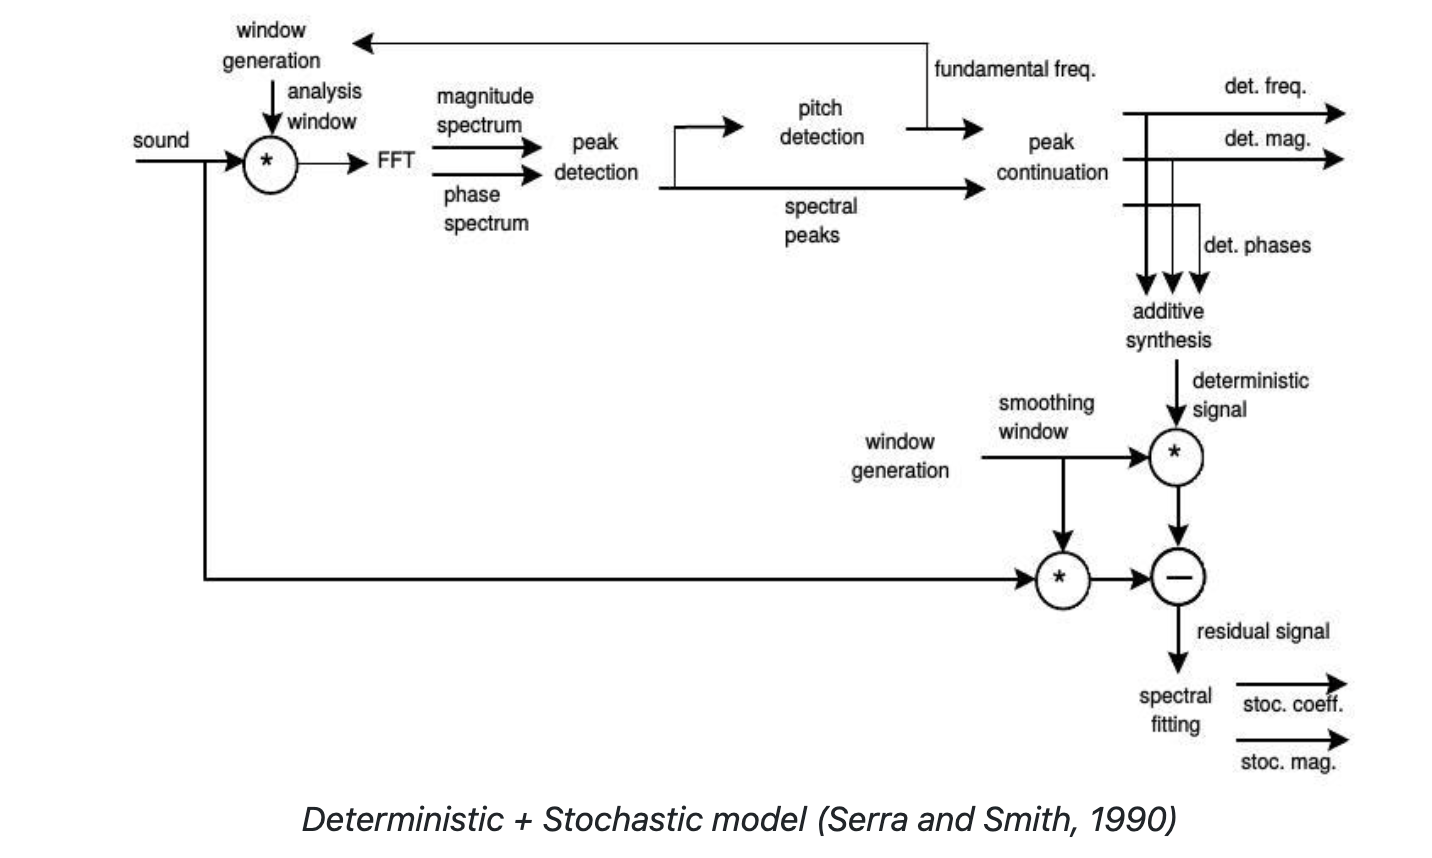 window
generation
analysis
window
sound
*
FFT
magnitude
spectrum
phase
spectrum
peak
detection
pitch
detection
spectral
peaks
fundamental freq.
peak
continuation
det. freq.
det. mag.
det. phases
additive
synthesis
deterministic
signal
smoothing
window
window
generation
*
*
—
residual signal
spectral
fitting
stoc. coeff.
stoc. mag.
Deterministic + Stochastic model (Serra and Smith, 1990)